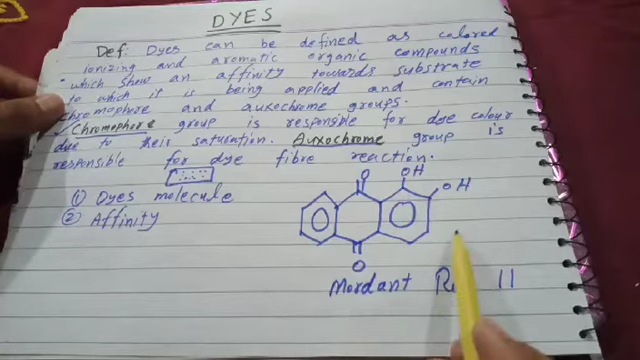 DYES
Def: Dyes can be defined as colored
ionizing and aromatic organic compounds
which show an affinity towards substrate
to which it is being applied and contain
chromophore and auxochrome groups.
Chromophore group is responsible for dye colour
due to their saturation. Auxochrome group is
responsible for dye fibre reaction.
① Dyes molecule
② Affinity
O
OH
OH
O
Mordant 11